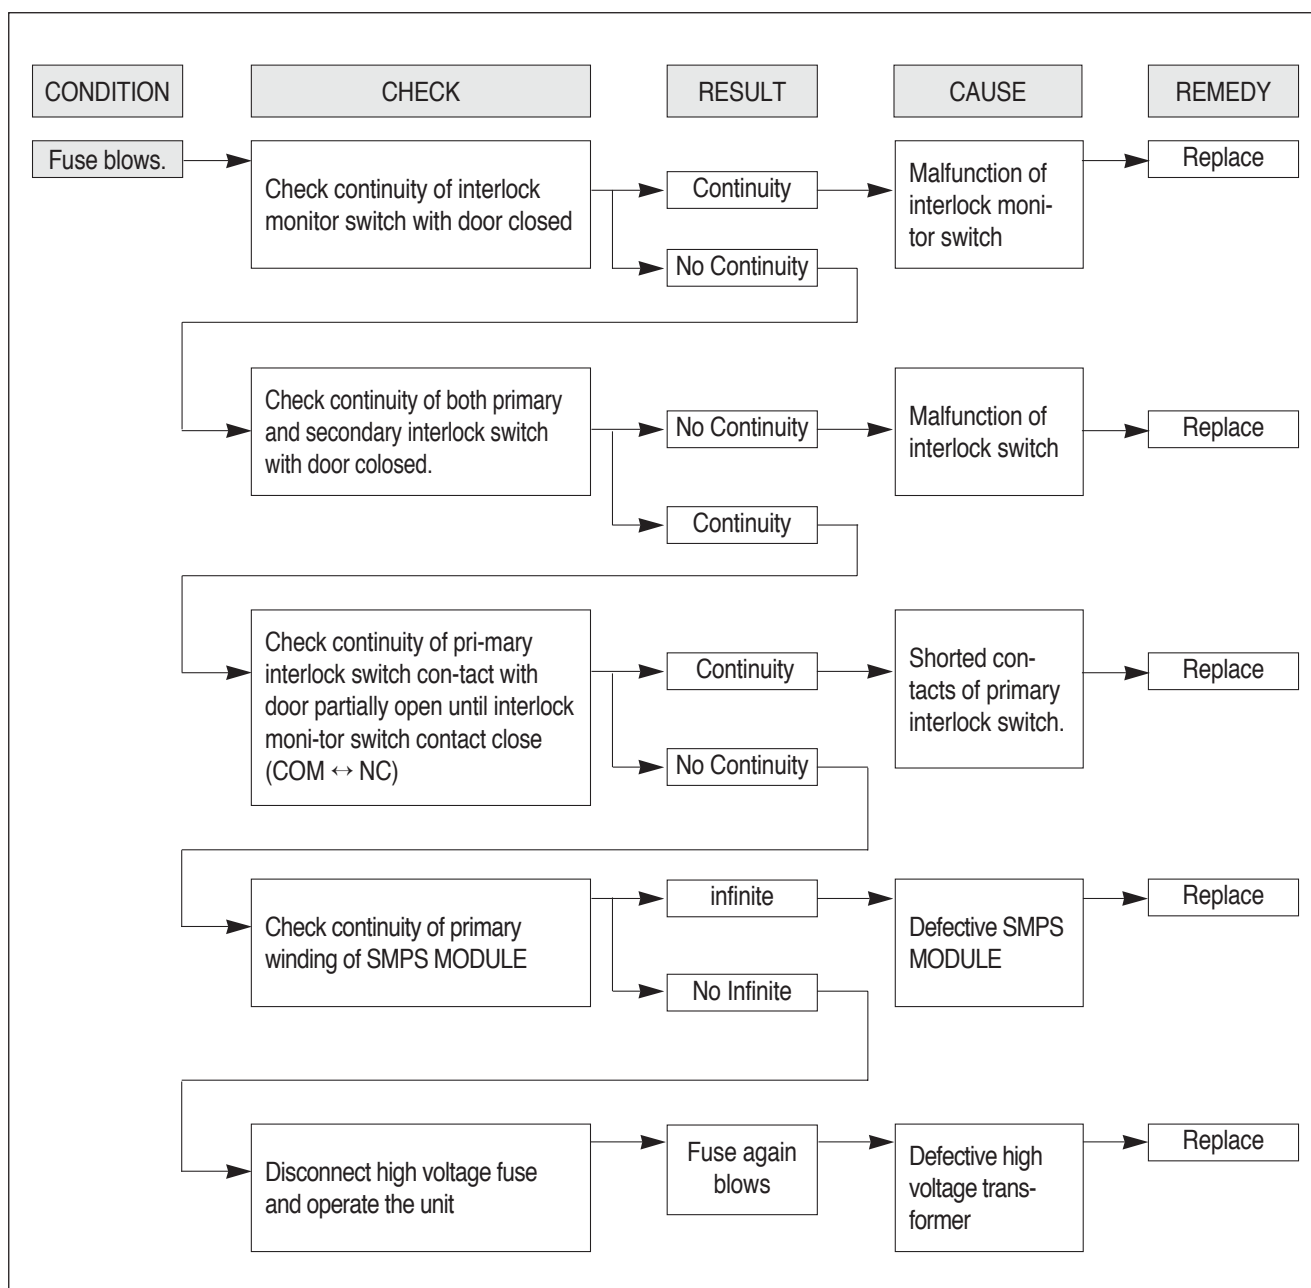 CONDITION
CHECK
RESULT
CAUSE
REMEDY
Fuse blows.
Check continuity of interlock
monitor switch with door closed
Continuity
Malfunction of
interlock moni-
tor switch
Replace
No Continuity
Check continuity of both primary
and secondary interlock switch
with door colosed.
No Continuity
Malfunction of
interlock switch
Replace
Continuity
Check continuity of pri-mary
interlock switch con-tact with
door partially open until interlock
moni-tor switch contact close
(COM ↔ NC)
Continuity
Shorted con-
tacts of primary
interlock switch.
Replace
No Continuity
Check continuity of primary
winding of SMPS MODULE
infinite
Defective SMPS
MODULE
Replace
No Infinite
Disconnect high voltage fuse
and operate the unit
Fuse again
blows
Defective high
voltage trans-
former
Replace